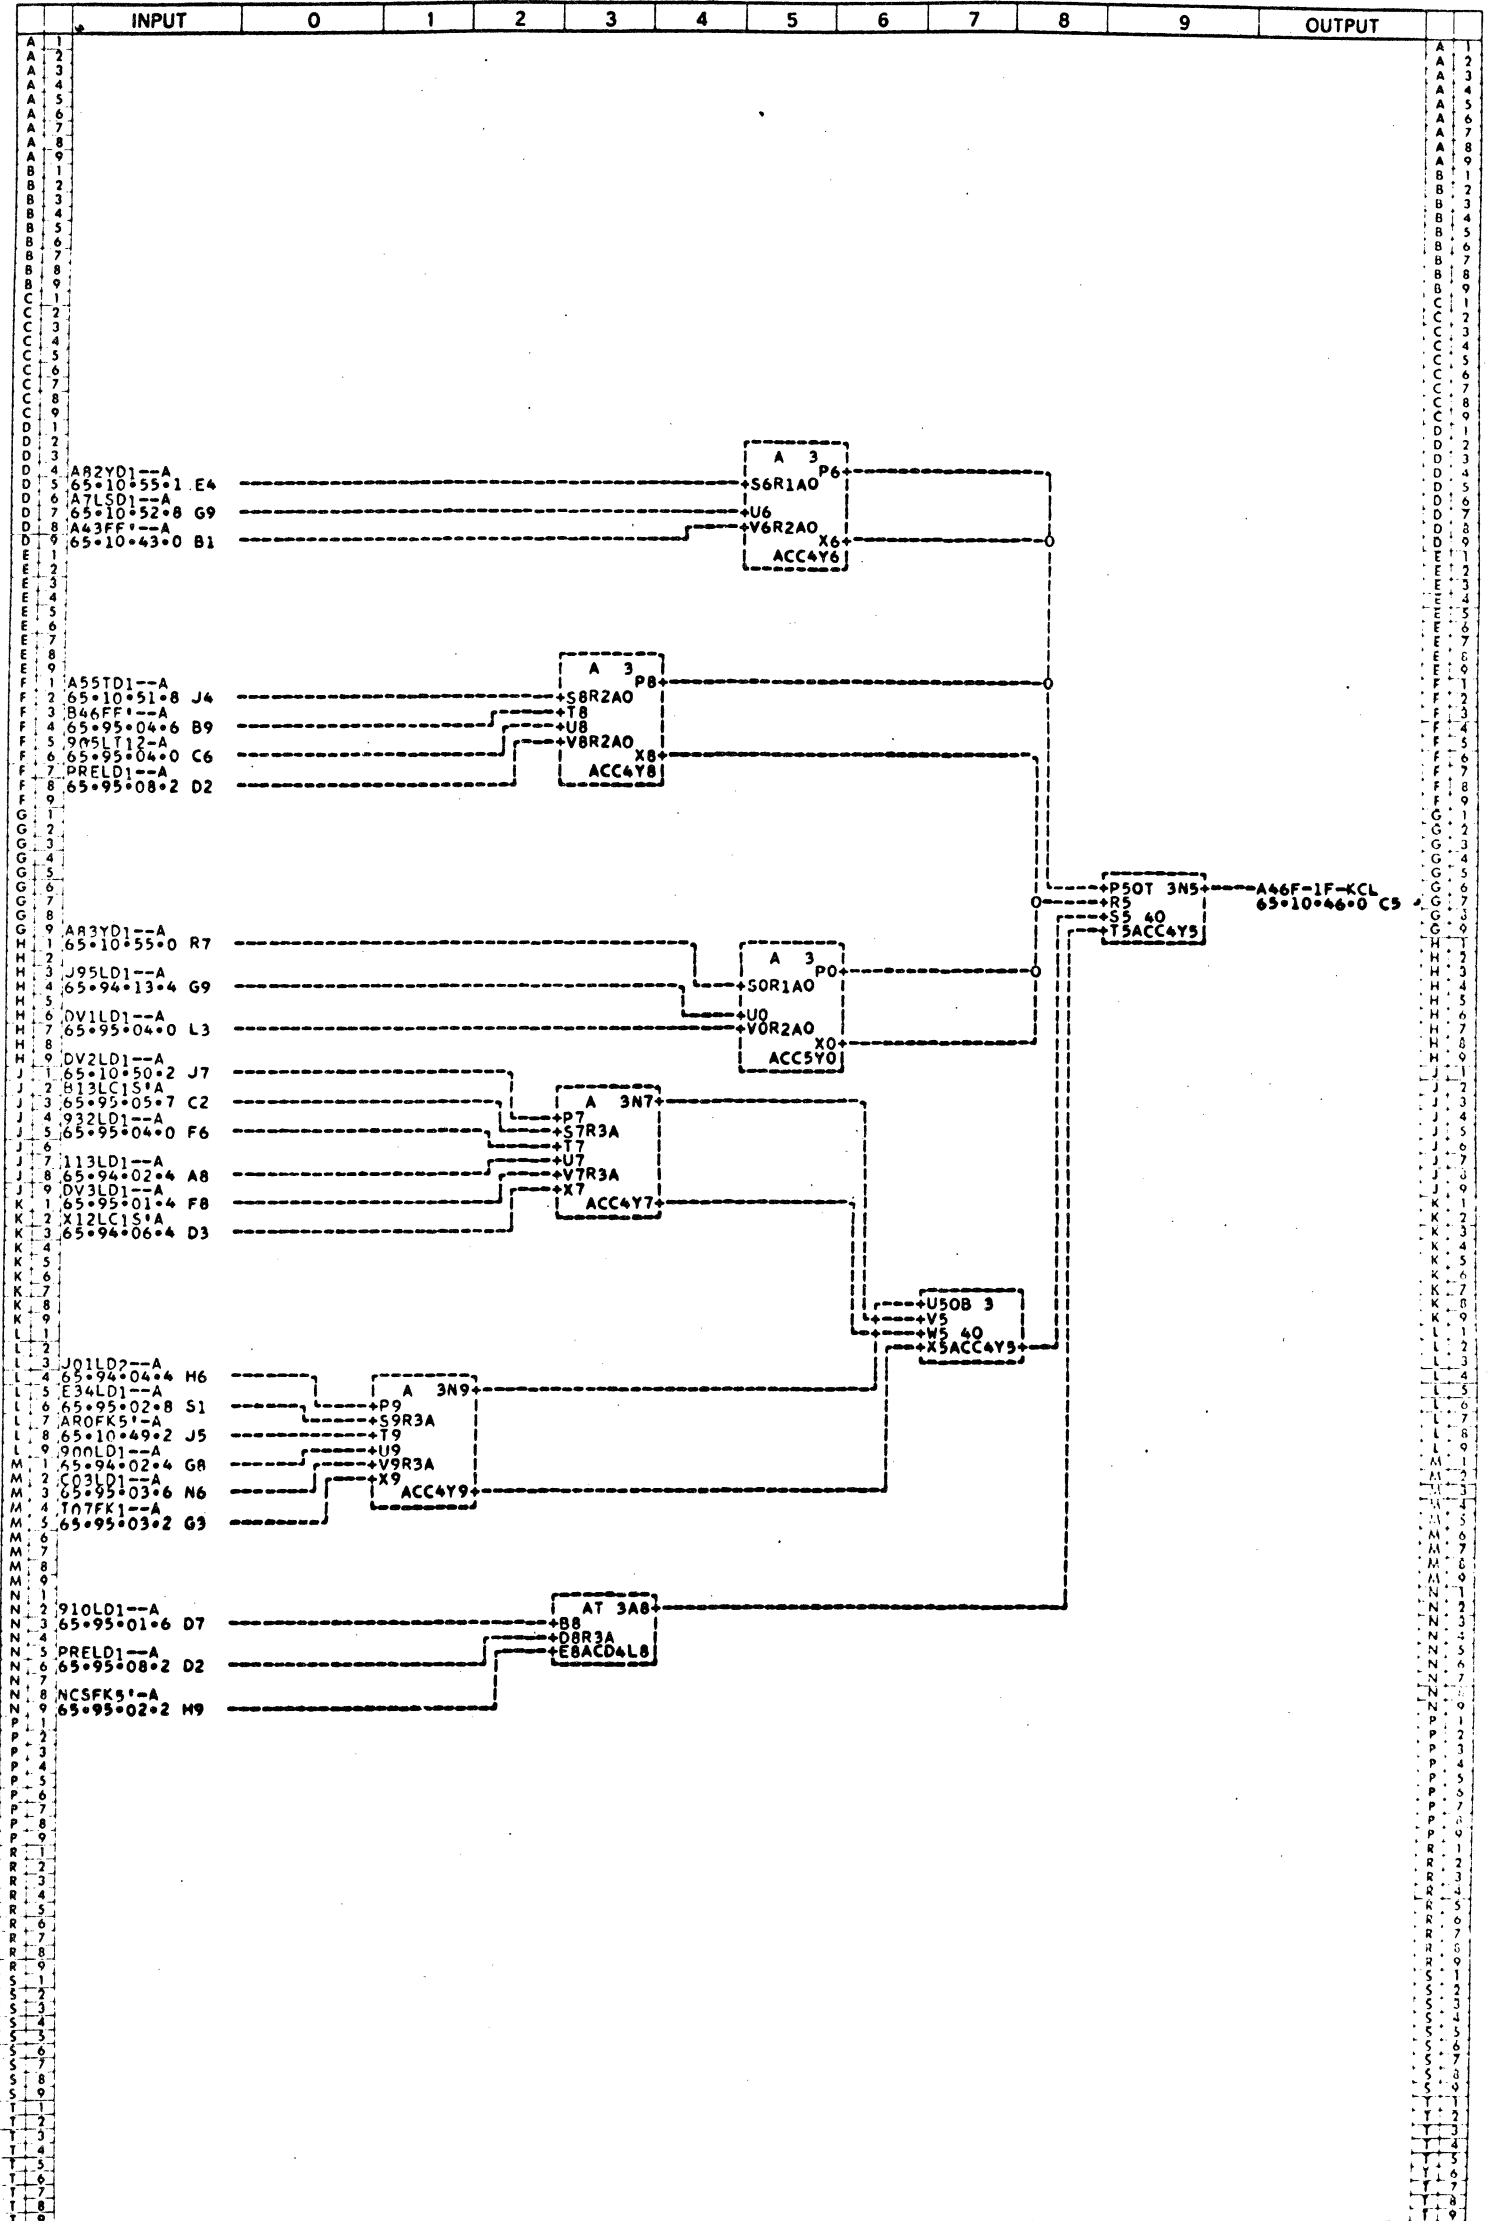 INPUT 0 1 2 3 4 5 6 7 8 9 OUTPUT
A 3
A82YD1--A
P6
65•10•55•1 E4
S6R1AO
A7LSD1--A
65•10•52•8 G9
U6
A43FF'--A
V6R2AO
65•10•43•0 B1
X6
ACC4Y6
A 3
A55TD1--A
P8
65•10•51•8 J4
S8R2AO
B46FF'--A
T8
65•95•04•6 B9
U8
905LT12-A
V8R2AO
65•95•04•0 C6
X8
PRELD1--A
ACC4Y8
65•95•08•2 D2
P5OT 3N5
A46F-1F-KCL
R5
65•10•46•0 C5
S5 4O
T5ACC4Y5
A83YD1--A
65•10•55•0 R7
A 3
J95LD1--A
P0
65•94•13•4 G9
S0R1AO
DV1LD1--A
U0
65•95•04•0 L3
V0R2AO
X0
DV2LD1--A
ACC5Y0
65•10•50•2 J7
B13LC1S'A
65•95•05•7 C2
A 3N7
932LD1--A
P7
65•95•04•0 F6
S7R3A
T7
113LD1--A
U7
65•94•02•4 A8
V7R3A
DV3LD1--A
X7
65•95•01•4 F8
ACC4Y7
X12LC1S'A
65•94•06•4 D3
U5OB 3
V5
W5 4O
X5ACC4Y5
J01LD2--A
65•94•04•4 H6
E34LD1--A
A 3N9
65•95•02•8 S1
P9
AR0FK5'-A
S9R3A
65•10•49•2 J5
T9
900LD1--A
U9
65•94•02•4 G8
V9R3A
C03LD1--A
X9
65•95•03•6 N6
ACC4Y9
T07FK1--A
65•95•03•2 G3
910LD1--A
AT 3A8
65•95•01•6 D7
B8
D8R3A
PRELD1--A
E8ACD4L8
65•95•08•2 D2
NCSFK5'-A
65•95•02•2 H9